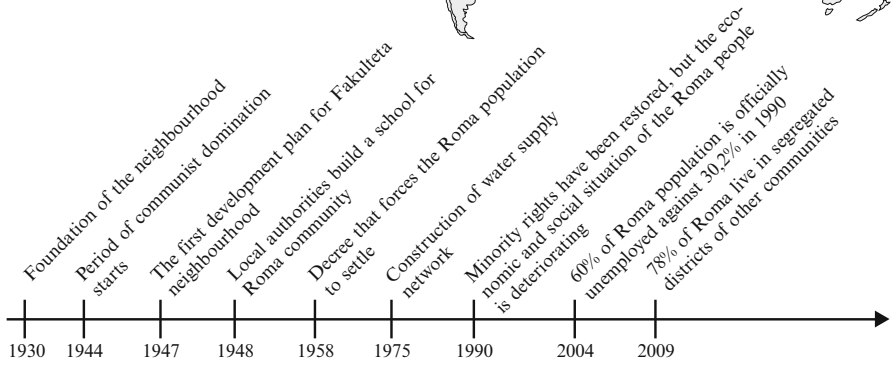 Foundation of the neighbourhood
Period of communist domination
starts
The first development plan for Fakulteta
neighbourhood
Local authorities build a school for
Roma community
Decree that forces the Roma population
to settle
Construction of water supply
network
Minority rights have been restored, but the eco-
nomic and social situation of the Roma people
is deteriorating
60% of Roma population is officially
unemployed against 30,2% in 1990
78% of Roma live in segregated
districts of other communities
1930 1944 1947 1948 1958 1975 1990 2004 2009